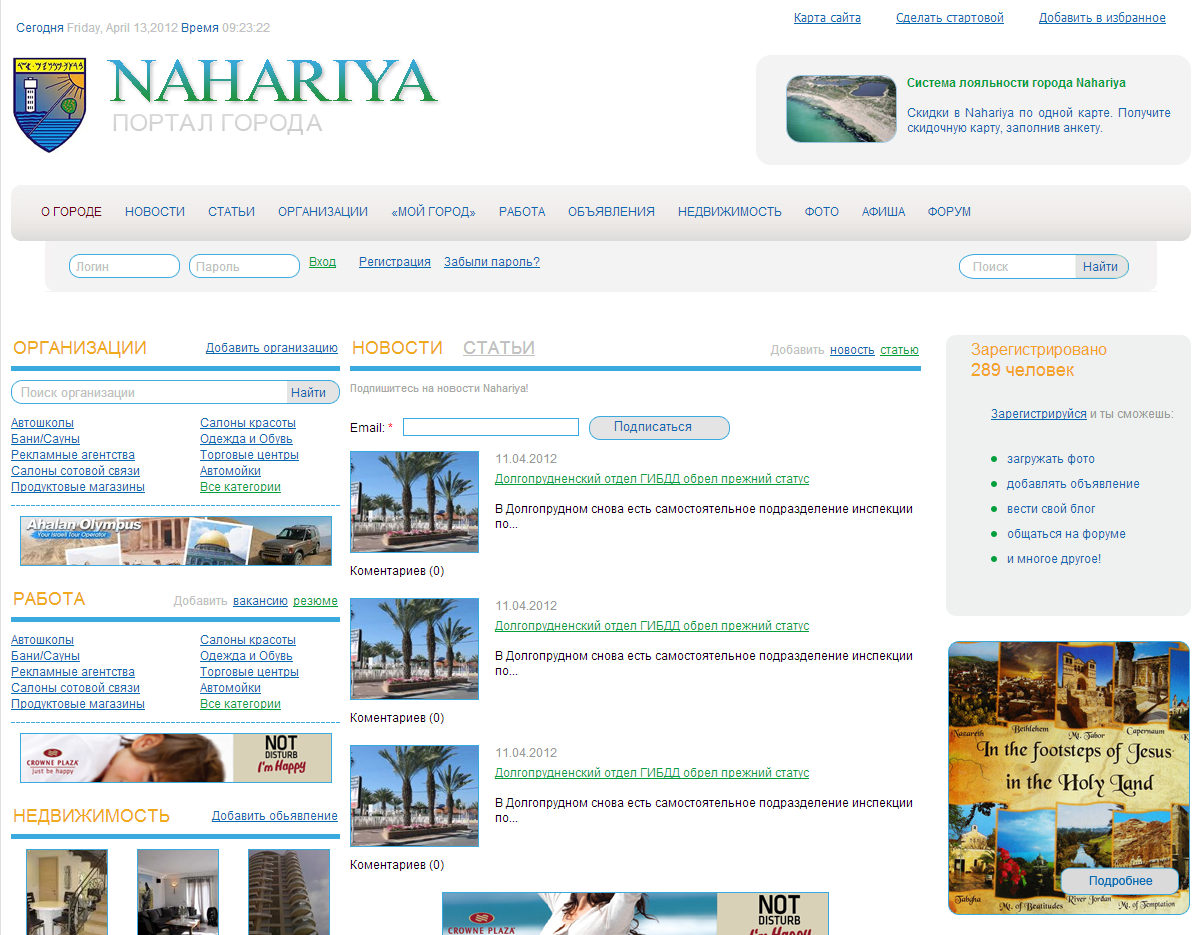 Сегодня Friday, April 13,2012 Время 09:23:22
Карта сайта Сделать стартовой Добавить в избранное
NAHARIYA
ПОРТАЛ ГОРОДА
Система лояльности города Nahariya
Скидки в Nahariya по одной карте. Получите
скидочную карту, заполнив анкету.
О ГОРОДЕ НОВОСТИ СТАТЬИ ОРГАНИЗАЦИИ «МОЙ ГОРОД» РАБОТА ОБЪЯВЛЕНИЯ НЕДВИЖИМОСТЬ ФОТО АФИША ФОРУМ
Логин Пароль Вход Регистрация Забыли пароль? Поиск Найти
ОРГАНИЗАЦИИ Добавить организацию
Поиск организации Найти
Автошколы Салоны красоты
Бани/Сауны Одежда и Обувь
Рекламные агентства Торговые центры
Салоны сотовой связи Автомойки
Продуктовые магазины Все категории
Ahalan Olympus
Your Israeli Tour Operator
РАБОТА Добавить вакансию резюме
Автошколы Салоны красоты
Бани/Сауны Одежда и Обувь
Рекламные агентства Торговые центры
Салоны сотовой связи Автомойки
Продуктовые магазины Все категории
CROWNE PLAZA
just be happy
NOT
DISTURB
I'm Happy
НЕДВИЖИМОСТЬ Добавить обьявление
НОВОСТИ СТАТЬИ Добавить новость статью
Подпишитесь на новости Nahariya!
Email: * Подписаться
11.04.2012
Долгопрудненский отдел ГИБДД обрел прежний статус
В Долгопрудном снова есть самостоятельное подразделение инспекции
по...
Коментариев (0)
11.04.2012
Долгопрудненский отдел ГИБДД обрел прежний статус
В Долгопрудном снова есть самостоятельное подразделение инспекции
по...
Коментариев (0)
11.04.2012
Долгопрудненский отдел ГИБДД обрел прежний статус
В Долгопрудном снова есть самостоятельное подразделение инспекции
по...
Коментариев (0)
CROWNE PLAZA
NOT
DISTURB
I'm Happy
Зарегистрировано
289 человек
Зарегистрируйся и ты сможешь:
загружать фото
добавлять объявление
вести свой блог
общаться на форуме
и многое другое!
Nazareth Bethlehem Mt. Tabor Capernaum
In the footsteps of Jesus
in the Holy Land
Подробнее
Tabgha Mt. of Beatitudes River Jordan Mt. of Temptation